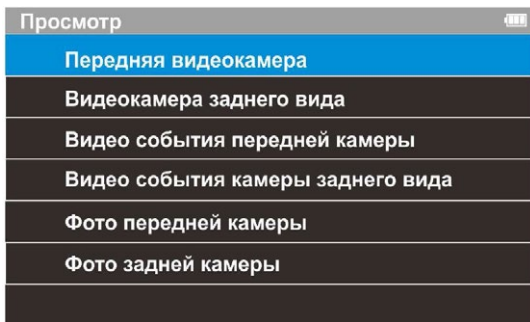 Просмотр
Передняя видеокамера
Видеокамера заднего вида
Видео события передней камеры
Видео события камеры заднего вида
Фото передней камеры
Фото задней камеры